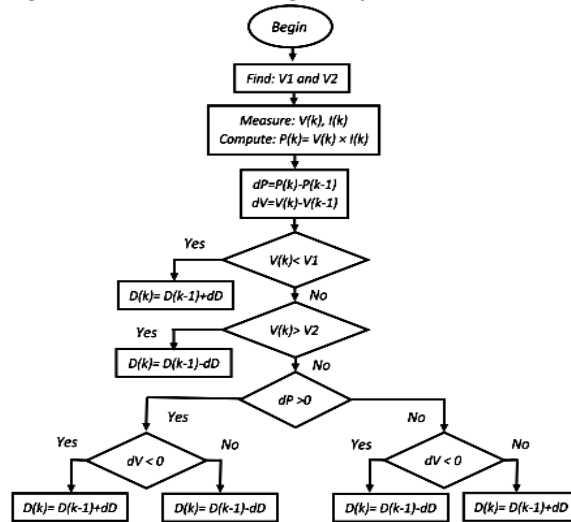 Begin
Find: V1 and V2
Measure: V(k), I(k)
Compute: P(k)= V(k) × I(k)
dP=P(k)-P(k-1)
dV=V(k)-V(k-1)
Yes
V(k)< V1
D(k)= D(k-1)+dD
No
Yes
V(k)> V2
D(k)= D(k-1)-dD
No
dP >0
Yes
No
Yes
dV < 0
No
Yes
dV < 0
No
D(k)= D(k-1)+dD
D(k)= D(k-1)-dD
D(k)= D(k-1)-dD
D(k)= D(k-1)+dD